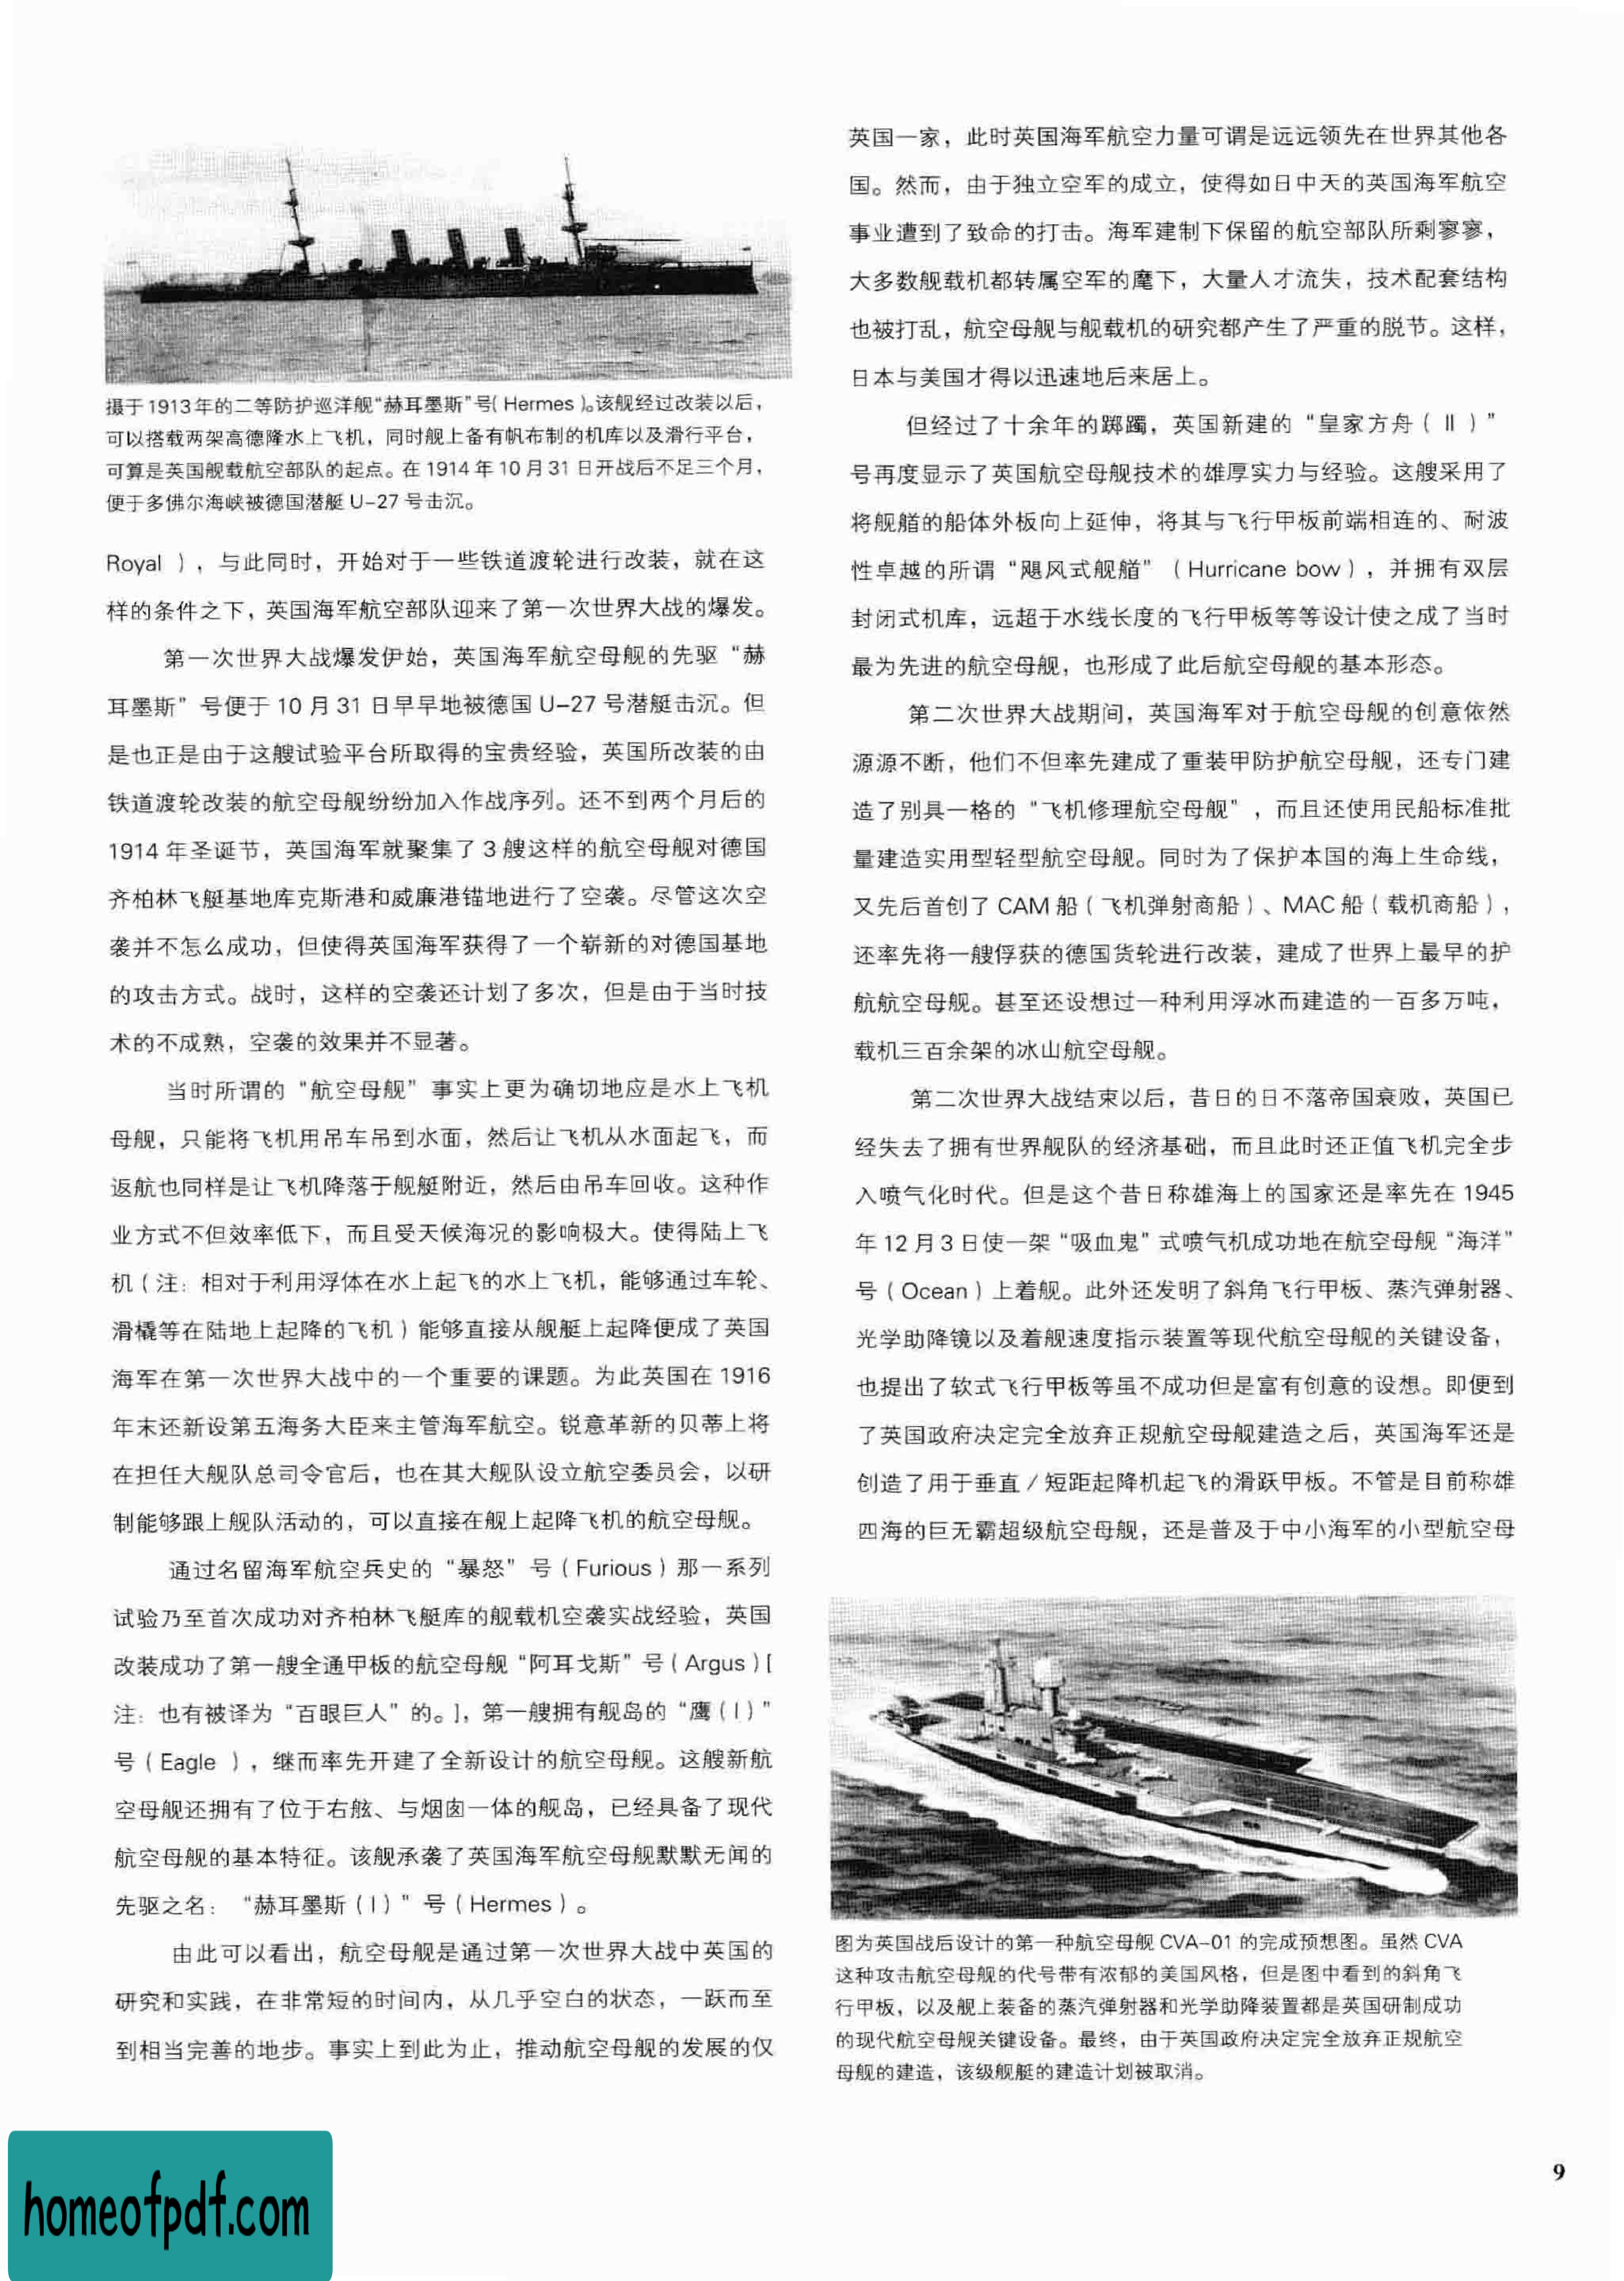 摄于1913年的二等防护巡洋舰“赫耳墨斯”号( Hermes )。该舰经过改装以后，
可以搭载两架高德隆水上飞机，同时舰上备有帆布制的机库以及滑行平台，
可算是英国舰载航空部队的起点。在 1914 年 10 月 31 日开战后不足三个月，
便于多佛尔海峡被德国潜艇 U-27 号击沉。
Royal ），与此同时，开始对于一些铁道渡轮进行改装，就在这
样的条件之下，英国海军航空部队迎来了第一次世界大战的爆发。
第一次世界大战爆发伊始，英国海军航空母舰的先驱“赫
耳墨斯”号便于 10 月 31 日早早地被德国 U-27 号潜艇击沉。但
是也正是由于这艘试验平台所取得的宝贵经验，英国所改装的由
铁道渡轮改装的航空母舰纷纷加入作战序列。还不到两个月后的
1914 年圣诞节，英国海军就聚集了 3 艘这样的航空母舰对德国
齐柏林飞艇基地库克斯港和威廉港锚地进行了空袭。尽管这次空
袭并不怎么成功，但使得英国海军获得了一个崭新的对德国基地
的攻击方式。战时，这样的空袭还计划了多次，但是由于当时技
术的不成熟，空袭的效果并不显著。
当时所谓的“航空母舰”事实上更为确切地应是水上飞机
母舰，只能将飞机用吊车吊到水面，然后让飞机从水面起飞，而
返航也同样是让飞机降落于舰艇附近，然后由吊车回收。这种作
业方式不但效率低下，而且受天候海况的影响极大。使得陆上飞
机（注：相对于利用浮体在水上起飞的水上飞机，能够通过车轮、
滑橇等在陆地上起降的飞机）能够直接从舰艇上起降便成了英国
海军在第一次世界大战中的一个重要的课题。为此英国在 1916
年末还新设第五海务大臣来主管海军航空。锐意革新的贝蒂上将
在担任大舰队总司令官后，也在其大舰队设立航空委员会，以研
制能够跟上舰队活动的，可以直接在舰上起降飞机的航空母舰。
通过名留海军航空兵史的“暴怒”号（Furious）那一系列
试验乃至首次成功对齐柏林飞艇库的舰载机空袭实战经验，英国
改装成功了第一艘全通甲板的航空母舰“阿耳戈斯”号（Argus）[
注：也有被译为“百眼巨人”的。]，第一艘拥有舰岛的“鹰（Ⅰ）”
号（Eagle ），继而率先开建了全新设计的航空母舰。这艘新航
空母舰还拥有了位于右舷、与烟囱一体的舰岛，已经具备了现代
航空母舰的基本特征。该舰承袭了英国海军航空母舰默默无闻的
先驱之名：“赫耳墨斯（Ⅰ）”号（Hermes）。
由此可以看出，航空母舰是通过第一次世界大战中英国的
研究和实践，在非常短的时间内，从几乎空白的状态，一跃而至
到相当完善的地步。事实上到此为止，推动航空母舰的发展的仅
英国一家，此时英国海军航空力量可谓是远远领先在世界其他各
国。然而，由于独立空军的成立，使得如日中天的英国海军航空
事业遭到了致命的打击。海军建制下保留的航空部队所剩寥寥，
大多数舰载机都转属空军的麾下，大量人才流失，技术配套结构
也被打乱，航空母舰与舰载机的研究都产生了严重的脱节。这样，
日本与美国才得以迅速地后来居上。
但经过了十余年的踯躅，英国新建的“皇家方舟（Ⅱ）”
号再度显示了英国航空母舰技术的雄厚实力与经验。这艘采用了
将舰艏的船体外板向上延伸，将其与飞行甲板前端相连的、耐波
性卓越的所谓“飓风式舰艏”（Hurricane bow），并拥有双层
封闭式机库，远超于水线长度的飞行甲板等等设计使之成了当时
最为先进的航空母舰，也形成了此后航空母舰的基本形态。
第二次世界大战期间，英国海军对于航空母舰的创意依然
源源不断，他们不但率先建成了重装甲防护航空母舰，还专门建
造了别具一格的“飞机修理航空母舰”，而且还使用民船标准批
量建造实用型轻型航空母舰。同时为了保护本国的海上生命线，
又先后首创了 CAM 船（飞机弹射商船）、MAC 船（载机商船），
还率先将一艘俘获的德国货轮进行改装，建成了世界上最早的护
航航空母舰。甚至还设想过一种利用浮冰而建造的一百多万吨，
载机三百余架的冰山航空母舰。
第二次世界大战结束以后，昔日的日不落帝国衰败，英国已
经失去了拥有世界舰队的经济基础，而且此时还正值飞机完全步
入喷气化时代。但是这个昔日称雄海上的国家还是率先在 1945
年 12 月 3 日使一架“吸血鬼”式喷气机成功地在航空母舰“海洋”
号（Ocean）上着舰。此外还发明了斜角飞行甲板、蒸汽弹射器、
光学助降镜以及着舰速度指示装置等现代航空母舰的关键设备，
也提出了软式飞行甲板等虽不成功但是富有创意的设想。即便到
了英国政府决定完全放弃正规航空母舰建造之后，英国海军还是
创造了用于垂直 / 短距起降机起飞的滑跃甲板。不管是目前称雄
四海的巨无霸超级航空母舰，还是普及于中小海军的小型航空母
图为英国战后设计的第一种航空母舰 CVA-01 的完成预想图。虽然 CVA
这种攻击航空母舰的代号带有浓郁的美国风格，但是图中看到的斜角飞
行甲板，以及舰上装备的蒸汽弹射器和光学助降装置都是英国研制成功
的现代航空母舰关键设备。最终，由于英国政府决定完全放弃正规航空
母舰的建造，该级舰艇的建造计划被取消。
9
homeofpdf.com